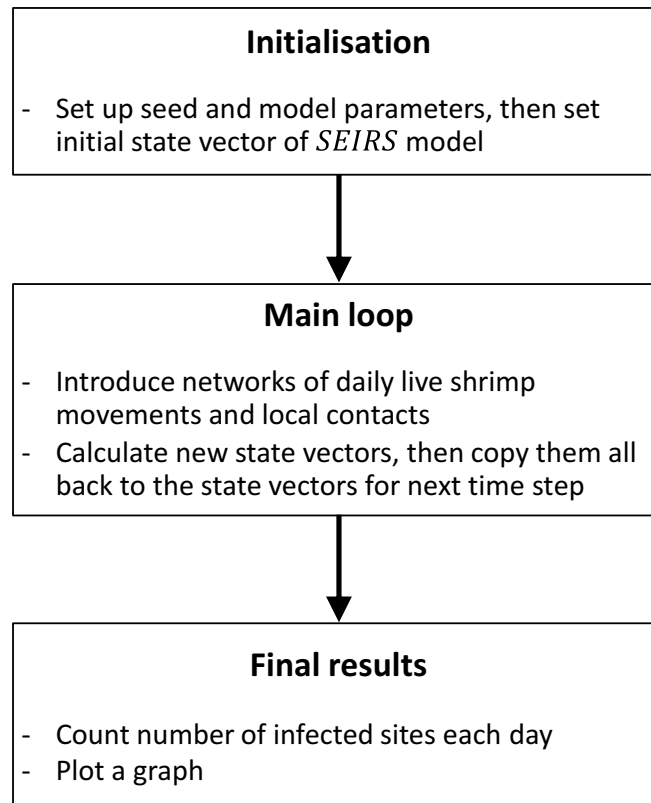 Initialisation
- Set up seed and model parameters, then set
initial state vector of SEIRS model
Main loop
- Introduce networks of daily live shrimp
movements and local contacts
- Calculate new state vectors, then copy them all
back to the state vectors for next time step
Final results
- Count number of infected sites each day
- Plot a graph